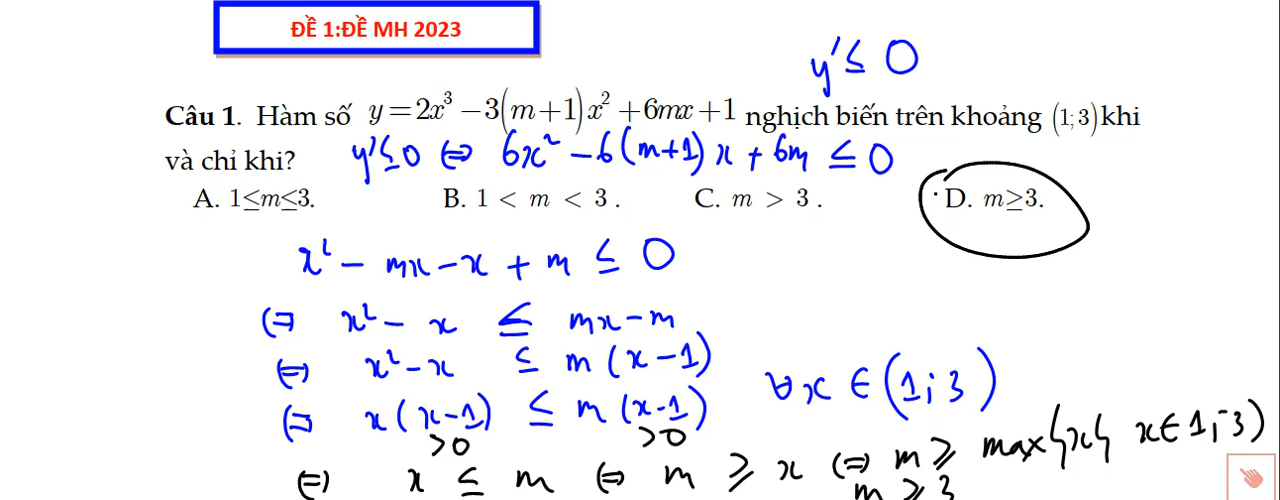 ĐỀ 1:ĐỀ MH 2023
y' ≤ 0
Câu 1. Hàm số y=2x³−3(m+1)x²+6mx+1 nghịch biến trên khoảng (1;3) khi
và chỉ khi? y' ≤ 0 ⇔ 6x² − 6(m+1)x + 6m ≤ 0
A. 1≤m≤3. B. 1 < m < 3 . C. m > 3 . D. m≥3.
x² − mx − x + m ≤ 0
⇔ x² − x ≤ mx − m
⇔ x² − x ≤ m(x−1) ∀x ∈ (1;3)
⇔ x(x−1) ≤ m(x−1)
>0 >0
⇔ x ≤ m ⇔ m ≥ x ⇔ m ≥ max{x{ x∈1;3)
m ≥ 3